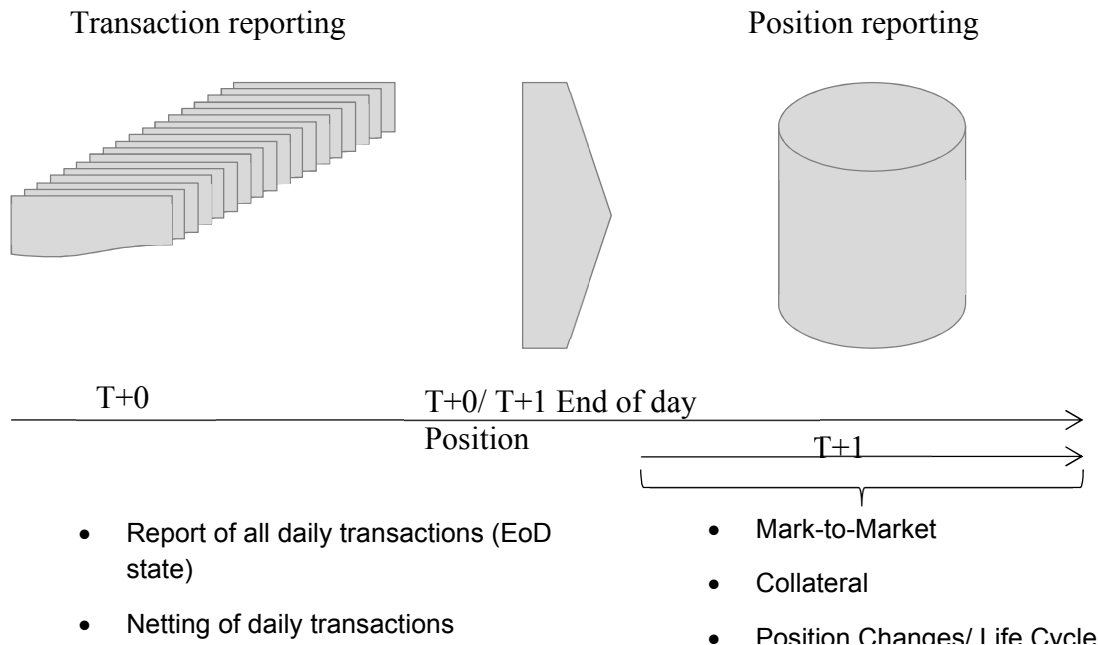 Transaction reporting
Position reporting
T+0
T+0/ T+1 End of day
Position
T+1
• Report of all daily transactions (EoD
state)
• Netting of daily transactions
• Mark-to-Market
• Collateral
• Position Changes/ Life Cycle